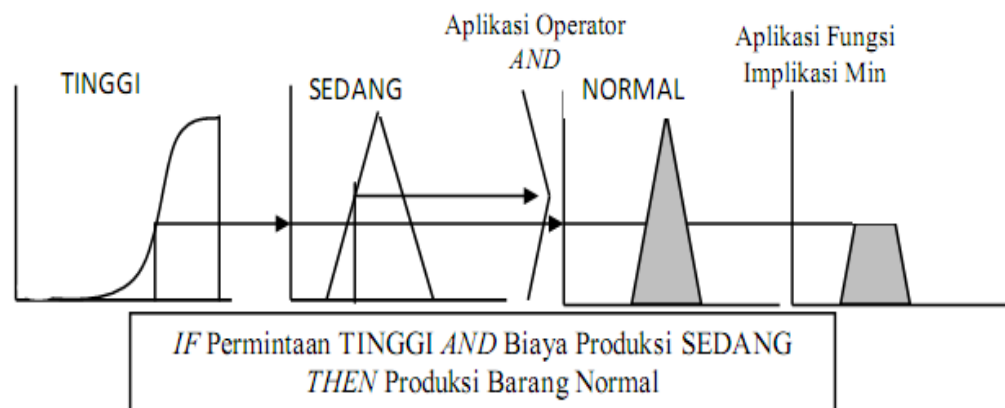 Aplikasi Operator
AND
Aplikasi Fungsi
Implikasi Min
TINGGI
SEDANG
NORMAL
IF Permintaan TINGGI AND Biaya Produksi SEDANG
THEN Produksi Barang Normal